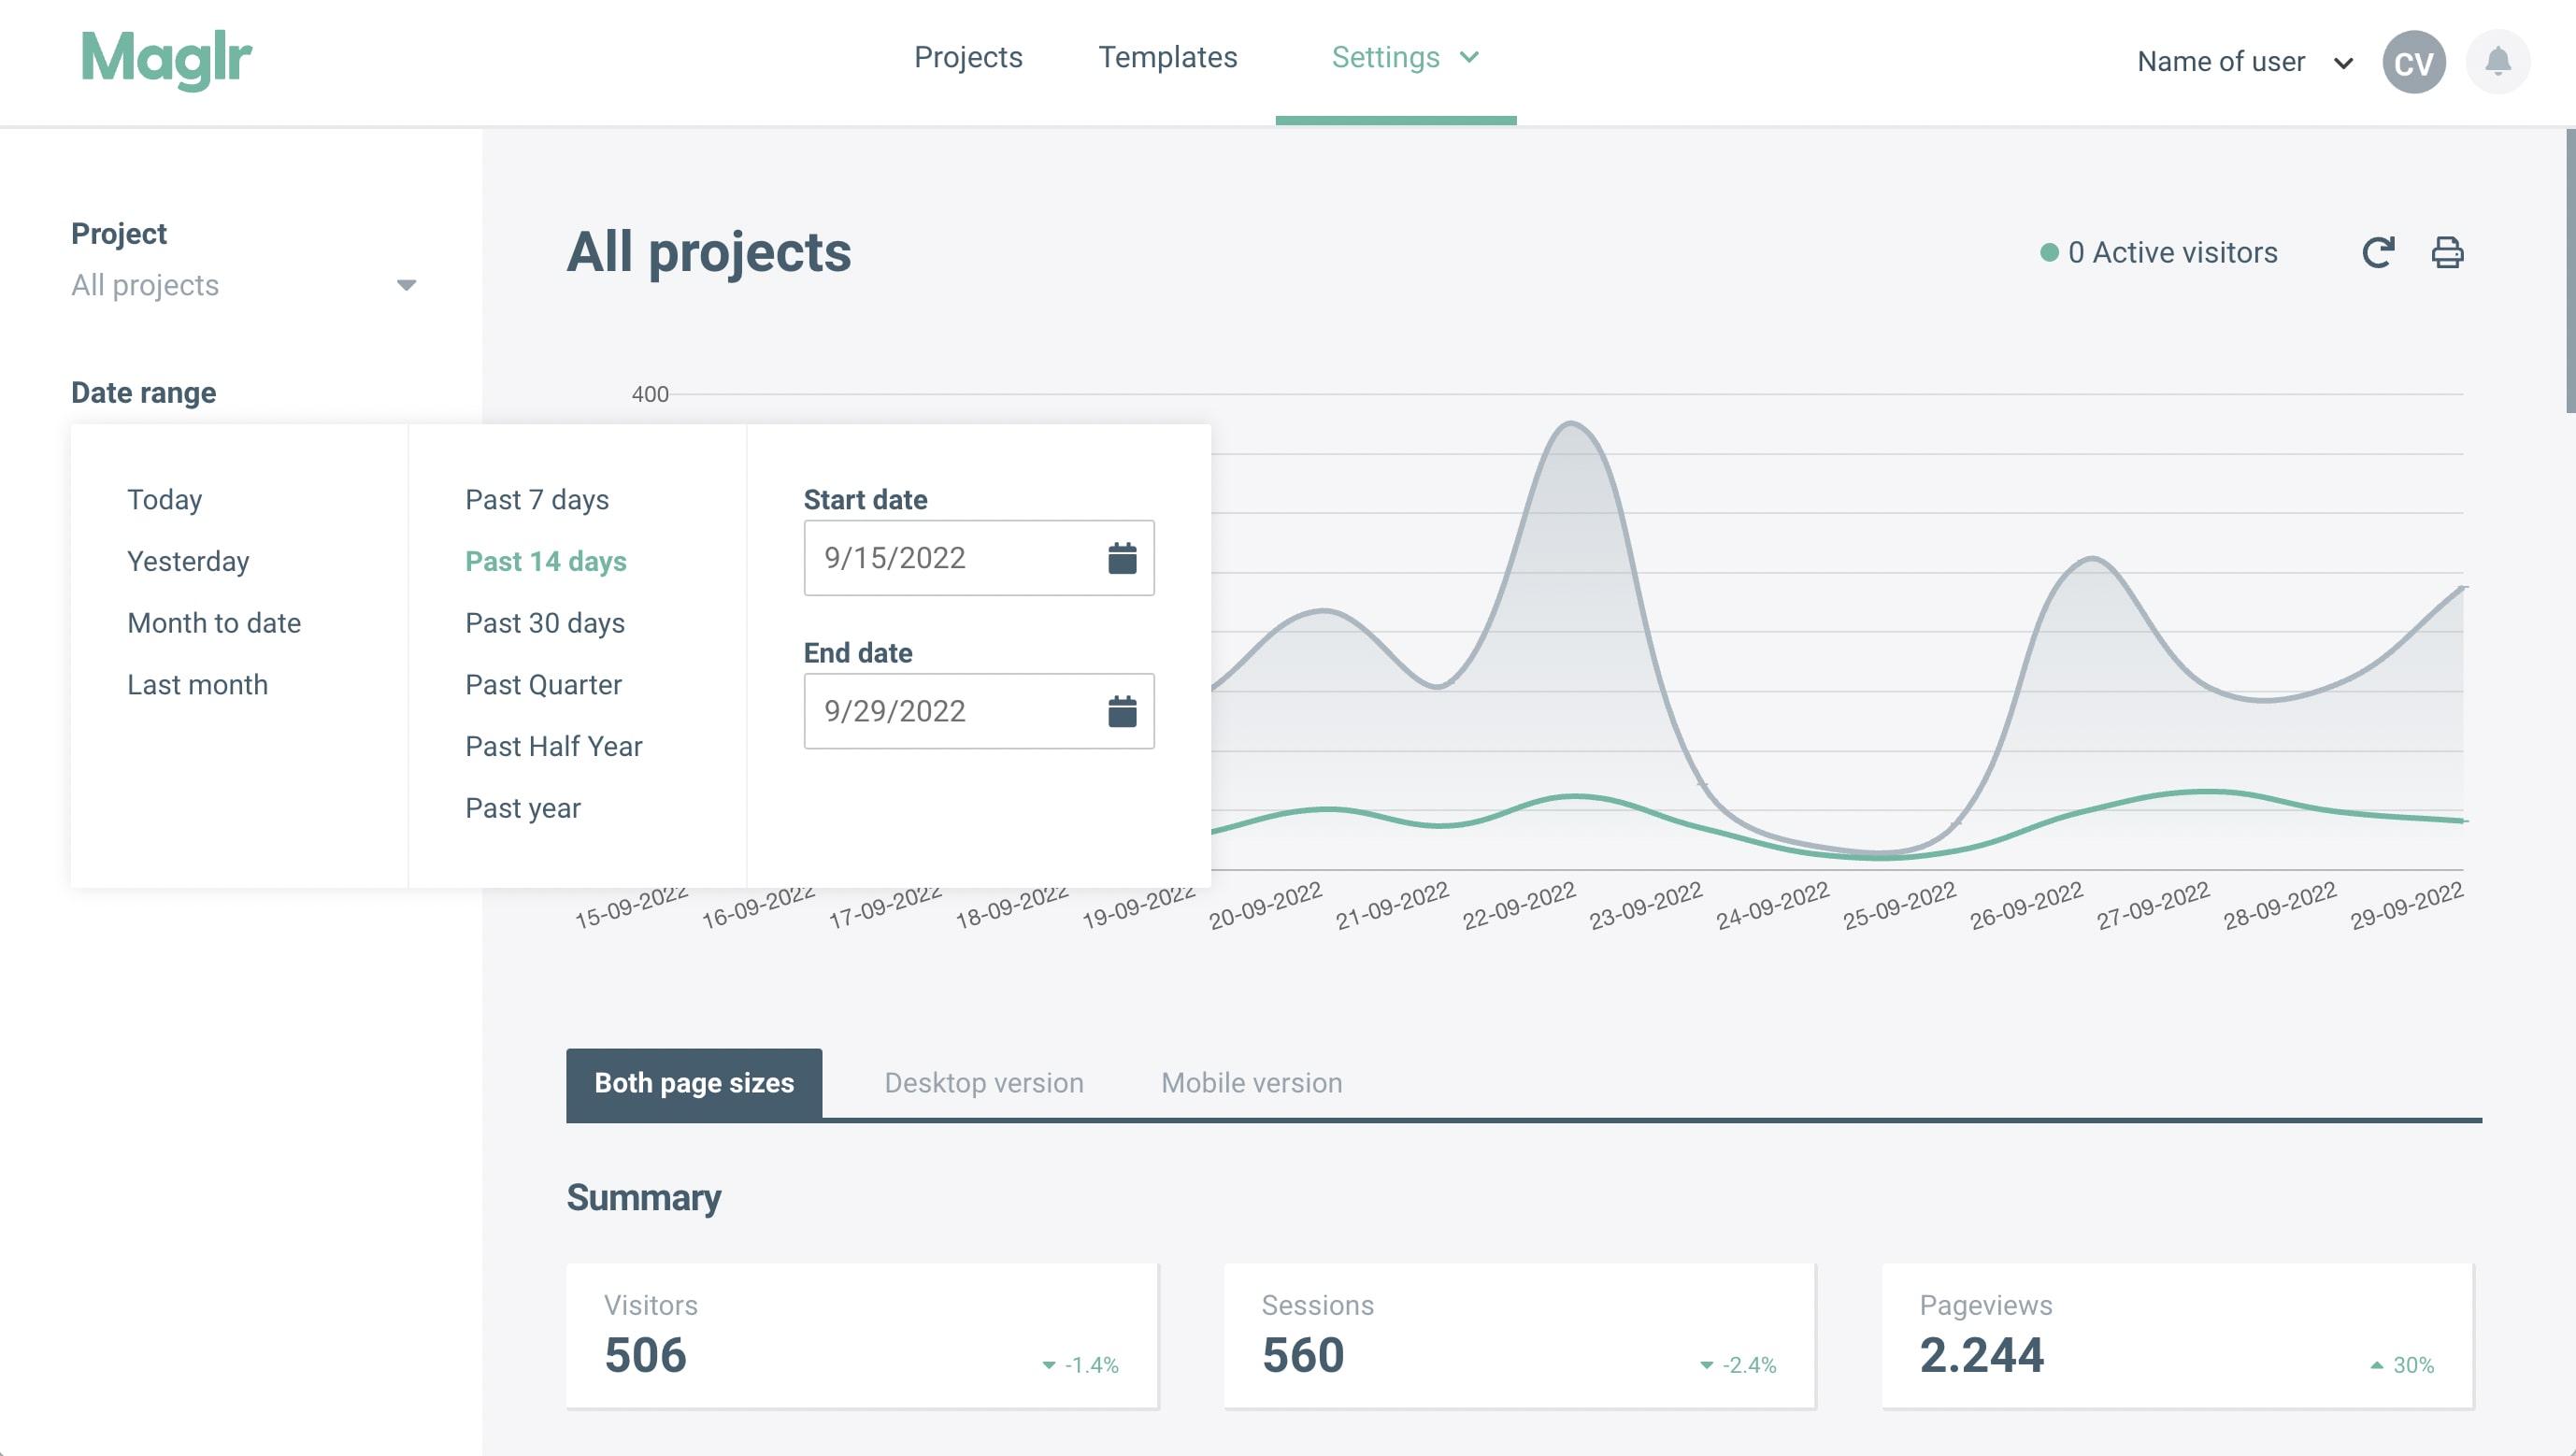 Maglr
Projects
Templates
Settings
Name of user
CV
Project
All projects
Date range
Today
Yesterday
Month to date
Last month
Past 7 days
Past 14 days
Past 30 days
Past Quarter
Past Half Year
Past year
Start date
9/15/2022
End date
9/29/2022
All projects
0 Active visitors
400
15-09-2022
16-09-2022
17-09-2022
18-09-2022
19-09-2022
20-09-2022
21-09-2022
22-09-2022
23-09-2022
24-09-2022
25-09-2022
26-09-2022
27-09-2022
28-09-2022
29-09-2022
Both page sizes
Desktop version
Mobile version
Summary
Visitors
506
-1.4%
Sessions
560
-2.4%
Pageviews
2.244
30%